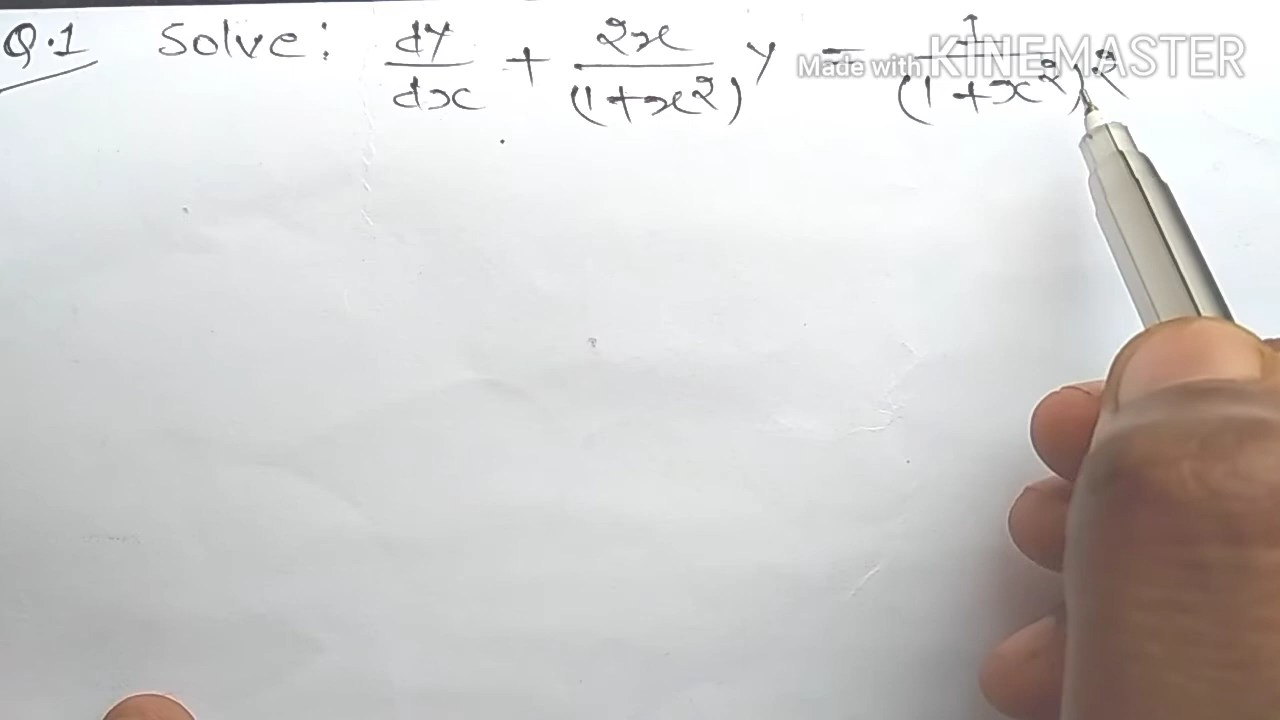 Q.1 Solve: dy/dx + 2x/(1+x²) y = 1/(1+x²)²
Made with KINEMASTER